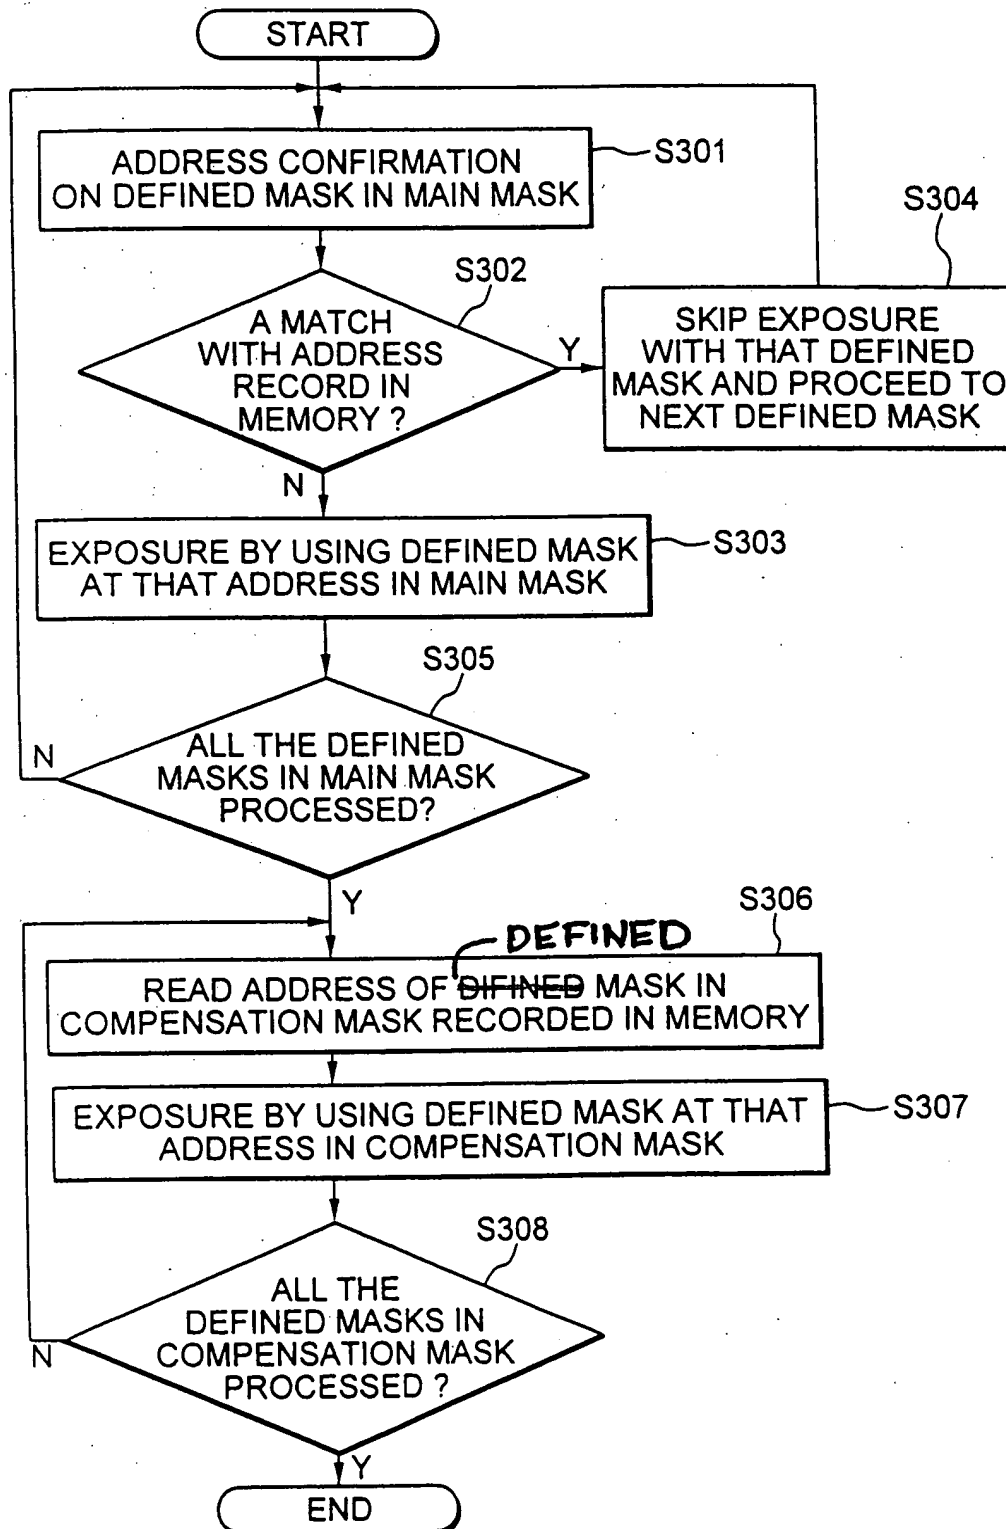 START
ADDRESS CONFIRMATION
ON DEFINED MASK IN MAIN MASK
S301
S304
S302
A MATCH
WITH ADDRESS
RECORD IN
MEMORY ?
Y
SKIP EXPOSURE
WITH THAT DEFINED
MASK AND PROCEED TO
NEXT DEFINED MASK
N
EXPOSURE BY USING DEFINED MASK
AT THAT ADDRESS IN MAIN MASK
S303
S305
ALL THE DEFINED
MASKS IN MAIN MASK
PROCESSED?
N
Y
S306
DEFINED
READ ADDRESS OF DIFINED MASK IN
COMPENSATION MASK RECORDED IN MEMORY
EXPOSURE BY USING DEFINED MASK AT THAT
ADDRESS IN COMPENSATION MASK
S307
S308
ALL THE
DEFINED MASKS IN
COMPENSATION MASK
PROCESSED ?
N
Y
END